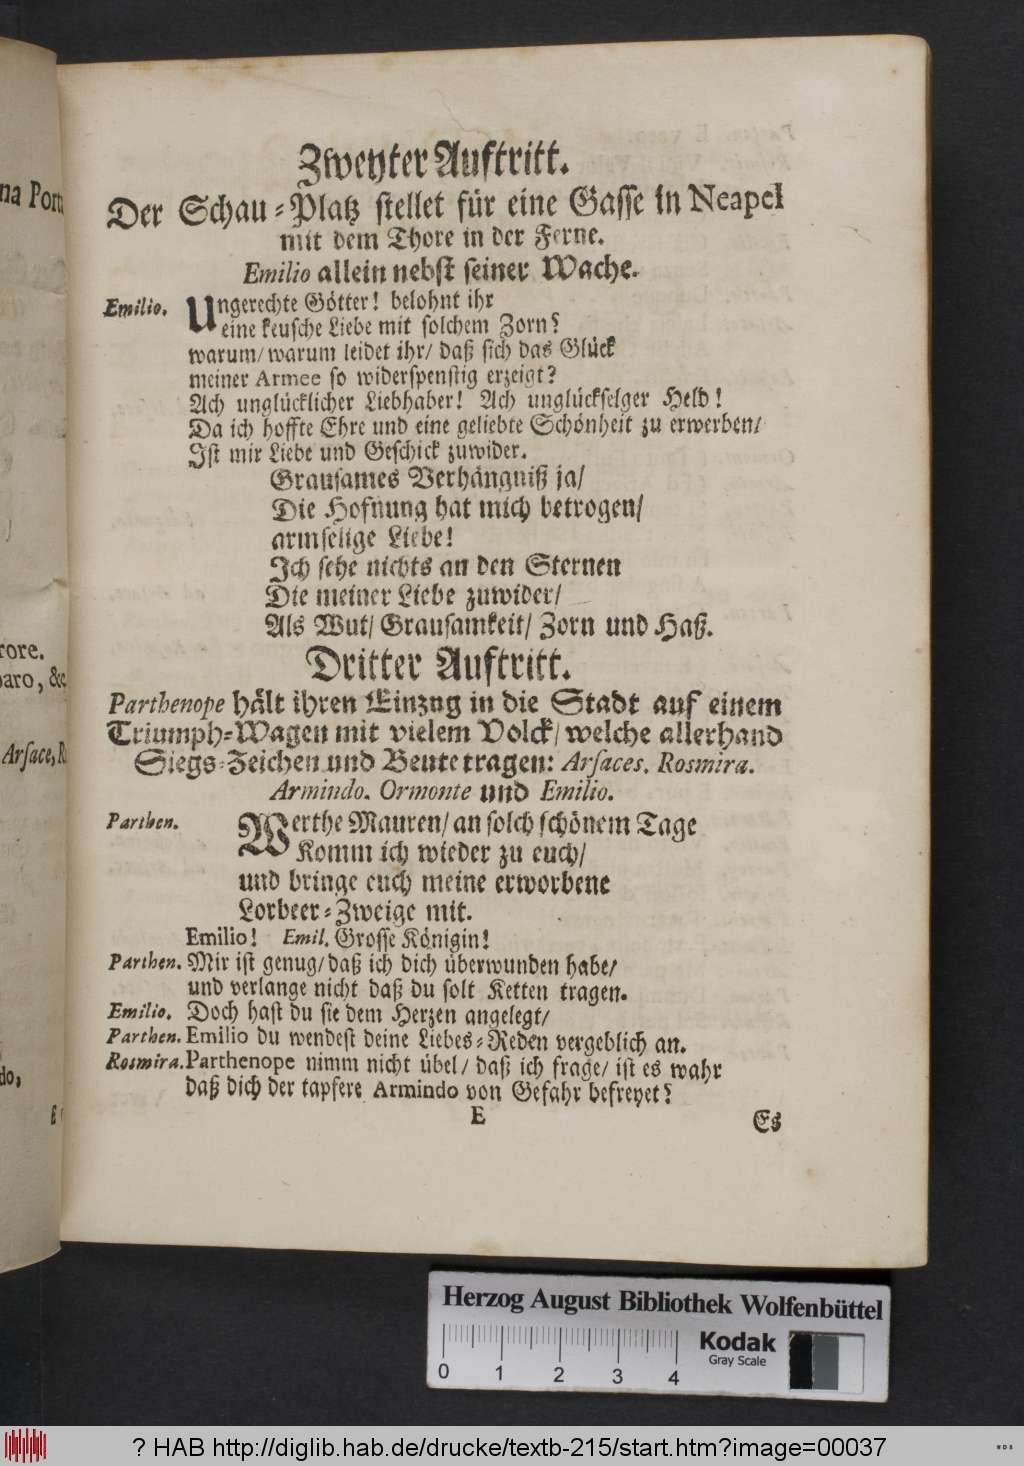 na Porta
rore.
paro, &c
Arsace, R
do,
Zweyter Auftritt.
Der Schau-Platz stellet für eine Gasse in Neapel
mit dem Thore in der Ferne.
Emilio allein nebst seiner Wache.
Emilio. Ungerechte Götter! belohnt ihr
eine keusche Liebe mit solchem Zorn?
warum/ warum leidet ihr/ daß sich das Glück
meiner Armee so widerspenstig erzeigt?
Ach unglücklicher Liebhaber! Ach unglückselger Held!
Da ich hoffte Ehre und eine geliebte Schönheit zu erwerben/
Ist mir Liebe und Geschick zuwider.
Grausames Verhängniß ja/
Die Hofnung hat mich betrogen/
armselige Liebe!
Ich sehe nichts an den Sternen
Die meiner Liebe zuwider/
Als Wut/ Grausamkeit/ Zorn und Haß.
Dritter Auftritt.
Parthenope hält ihren Einzug in die Stadt auf einem
Triumph-Wagen mit vielem Volck/ welche allerhand
Siegs-Zeichen und Beute tragen: Arsaces. Rosmira.
Armindo. Ormonte und Emilio.
Parthen. Werthe Mauren/ an solch schönem Tage
Komm ich wieder zu euch/
und bringe euch meine erworbene
Lorbeer-Zweige mit.
Emilio! Emil. Grosse Königin!
Parthen. Mir ist genug/ daß ich dich überwunden habe/
und verlange nicht daß du solt Ketten tragen.
Emilio. Doch hast du sie dem Herzen angelegt/
Parthen. Emilio du wendest deine Liebes-Reden vergeblich an.
Rosmira. Parthenope nimm nicht übel/ daß ich frage/ ist es wahr
daß dich der tapfere Armindo von Gefahr befreyet?
E
Es
Herzog August Bibliothek Wolfenbüttel
Kodak
Gray Scale
0 1 2 3 4
? HAB http://diglib.hab.de/drucke/textb-215/start.htm?image=00037